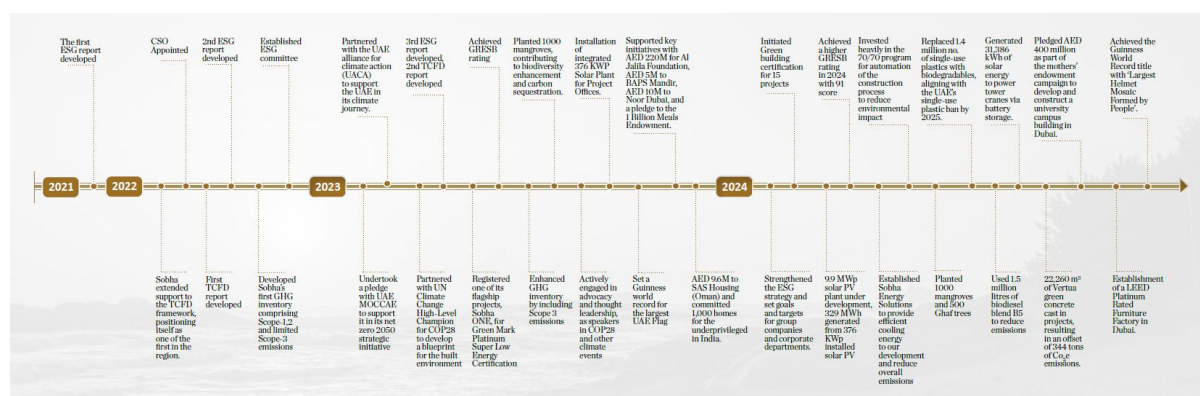 The first
ESG report
developed
CSO
Appointed
2nd ESG
report
developed
Established
ESG
committee
Partnered
with the UAE
alliance for
climate action
(UACA)
to support
the UAE in
its climate
journey.
3rd ESG
report
developed,
2nd TCFD
report
developed
Achieved
GRESB
rating
Planted 1000
mangroves,
contributing
to biodiversity
enhancement
and carbon
sequestration.
Installation
of
integrated
376 KWP
Solar Plant
for Project
Offices.
Supported key
initiatives with
AED 220M for Al
Jalila Foundation,
AED 5M to
BAPS Mandir,
AED 10M to
Noor Dubai, and
a pledge to the
1 Billion Meals
Endowment.
Initiated
Green
building
certification
for 15
projects
Achieved
a higher
GRESB
rating
in 2024
with 91
score
Invested
heavily in the
70/70 program
for automation
of the
construction
process
to reduce
environmental
impact
Replaced 1.4
million no.
of single-use
plastics with
biodegradables,
aligning with
the UAE's
single-use
plastic ban by
2025.
Generated
31,386
kWh of
solar
energy
to power
tower
cranes via
battery
storage.
Pledged AED
400 million
as part of
the mothers'
endowment
campaign to
develop and
construct a
university
campus
building in
Dubai.
Achieved the
Guinness
World
Record title
with 'Largest
Helmet
Mosaic
Formed by
People'.
2021
2022
2023
2024
Sobha
extended
support to
the TCFD
framework,
positioning
itself as
one of the
first in the
region.
First
TCFD
report
developed
Developed
Sobha's
first GHG
inventory
comprising
Scope-1,2
and limited
Scope-3
emissions
Undertook
a pledge
with UAE
MOCCAE
to support
it in its net
zero 2050
strategic
initiative
Partnered
with UN
Climate
Change
High-Level
Champion
for COP28
to develop
a blueprint
for the built
environment
Registered
one of its
flagship
projects,
Sobha
ONE, for
Green Mark
Platinum
Super Low
Energy
Certification
Enhanced
GHG
inventory
by including
Scope 3
emissions
Actively
engaged in
advocacy
and thought
leadership,
as speakers
in COP28
and other
climate
events
Set a
Guinness
world
record for
the largest
UAE Flag
AED 9.6M to
SAS Housing
(Oman) and
committed
1,000 homes
for the
underprivileged
in India.
Strengthened
the ESG
strategy and
set goals
and targets
for group
companies
and corporate
departments.
9.9 MWp
solar PV
plant under
development,
329 MWh
generated
from 376
KWp
installed
solar PV
Established
Sobha
Energy
Solutions
to provide
efficient
cooling
energy
to our
development
and reduce
overall
emissions
Planted
1000
mangroves
and 500
Ghaf trees
Used 1.5
million
litres of
biodiesel
blend B5
to reduce
emissions
22,260 m³
of Vertua
green
concrete
cast in
projects,
resulting
in an offset
of 344 tons
of Co₂e
emissions.
Establishment
of a LEED
Platinum
Rated
Furniture
Factory in
Dubai.